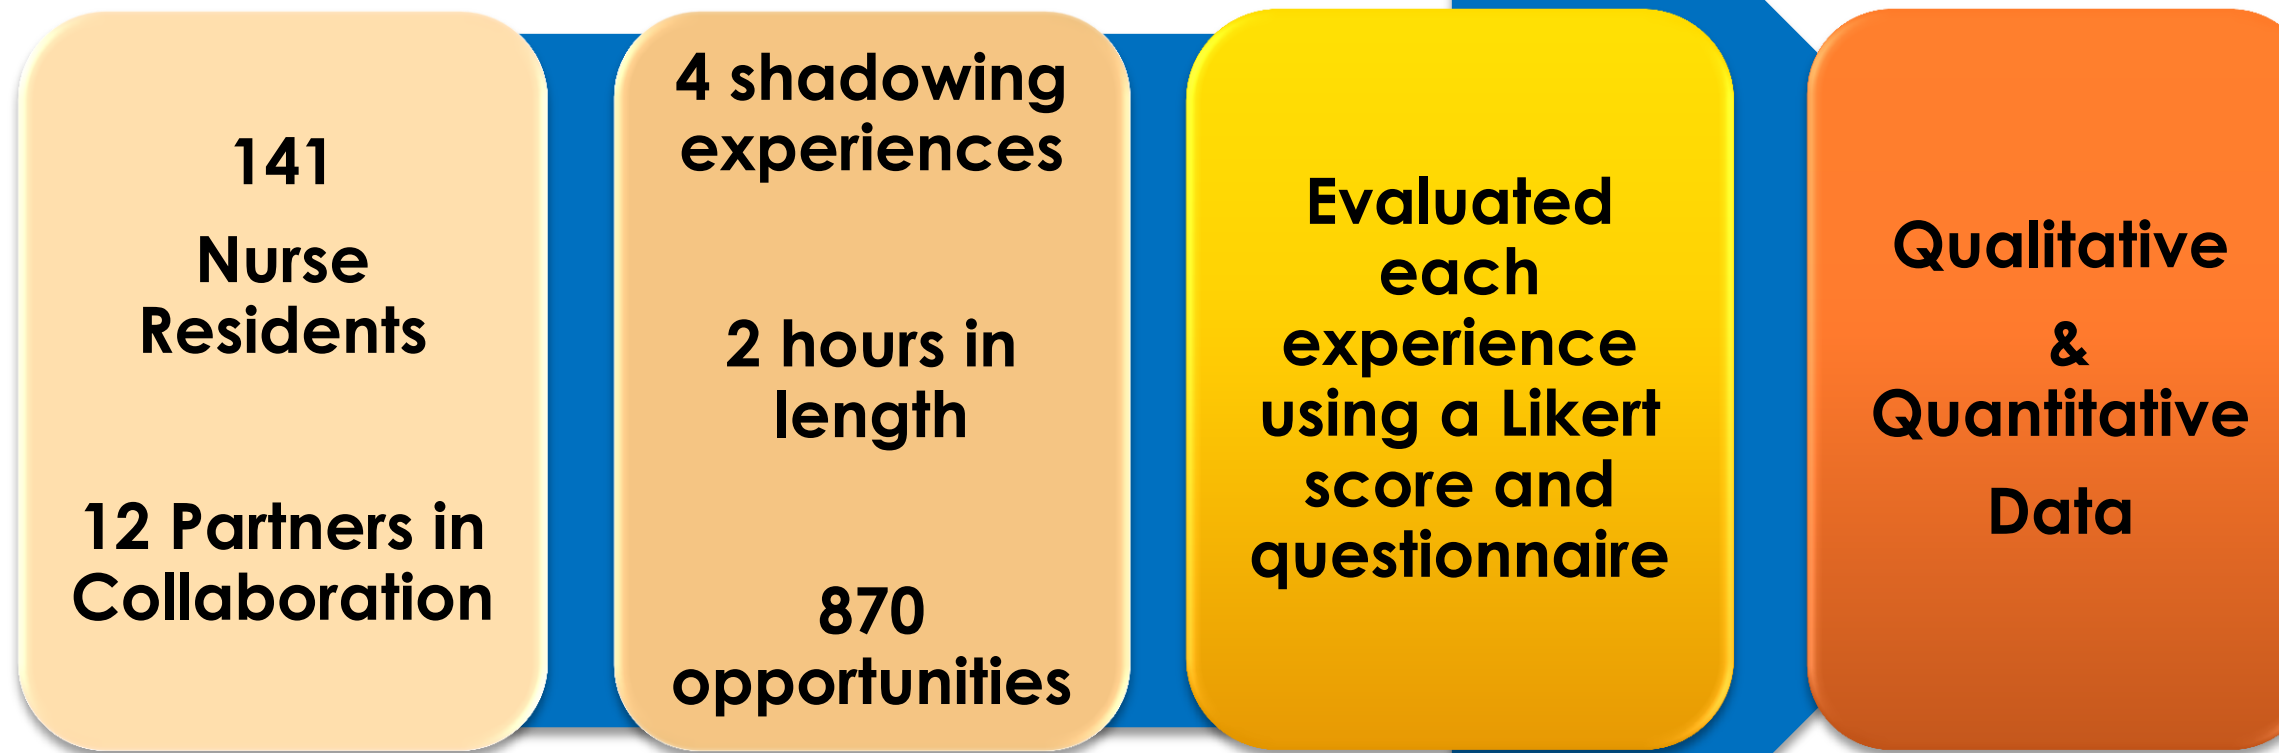 141
Nurse
Residents
12 Partners in
Collaboration
4 shadowing
experiences
2 hours in
length
870
opportunities
Evaluated
each
experience
using a Likert
score and
questionnaire
Qualitative
&
Quantitative
Data